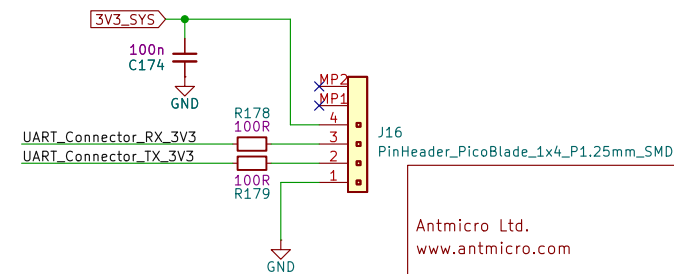 3V3_SYS
100n
C174
GND
MP2
MP1
R178
100R
4
J16
UART_Connector_RX_3V3
3
PinHeader_PicoBlade_1x4_P1.25mm_SMD
UART_Connector_TX_3V3
2
100R
1
R179
Antmicro Ltd.
www.antmicro.com
GND